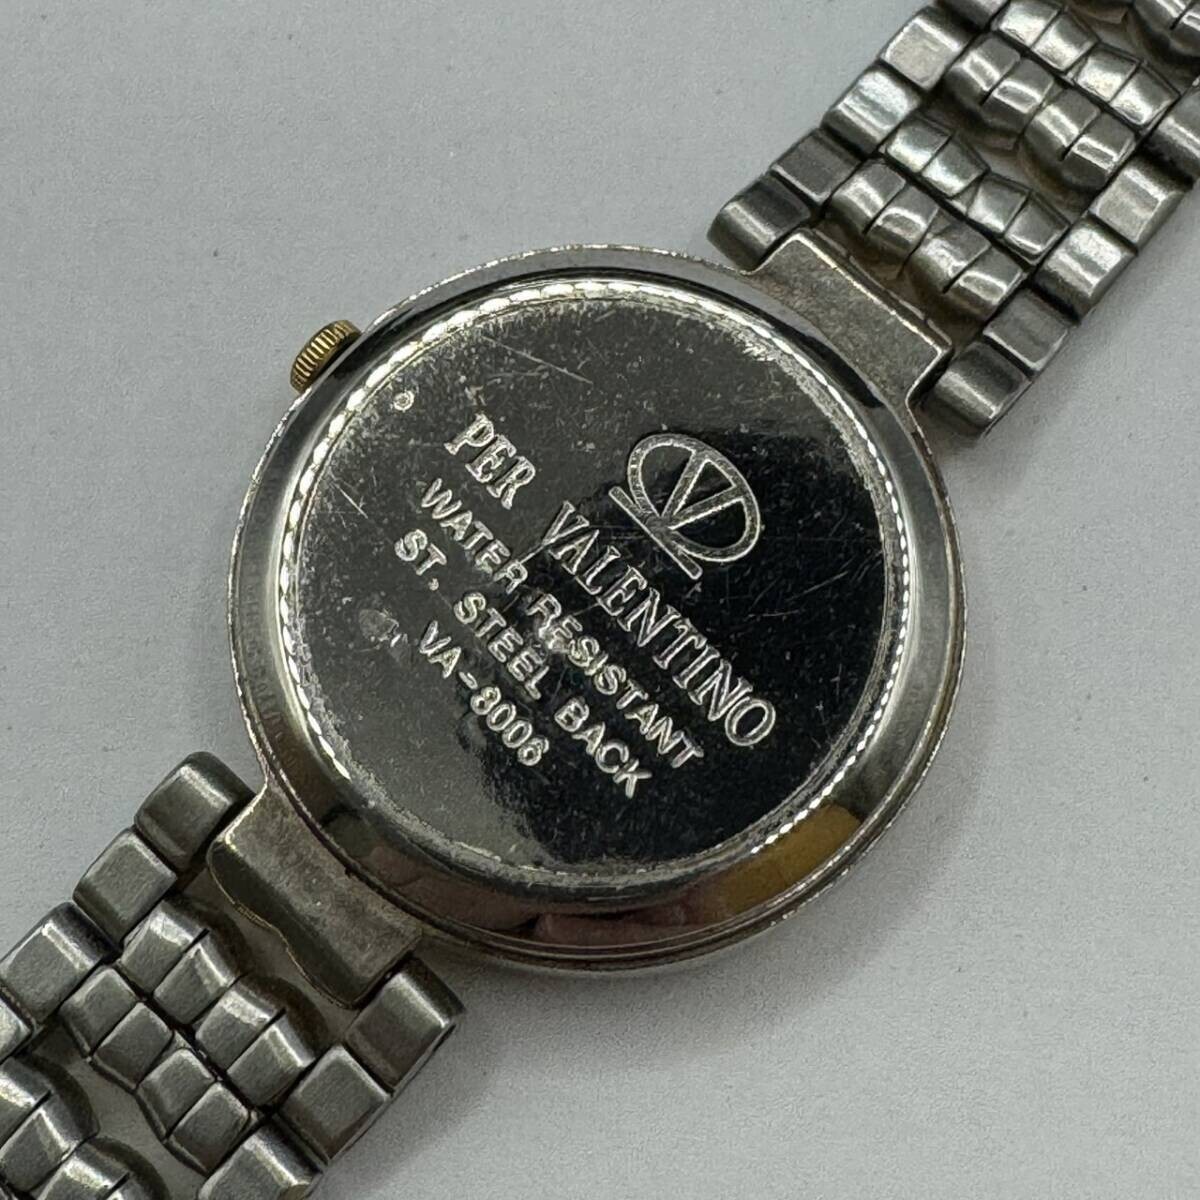 V
PER VALENTINO
WATER RESISTANT
ST. STEEL BACK
VA-8006